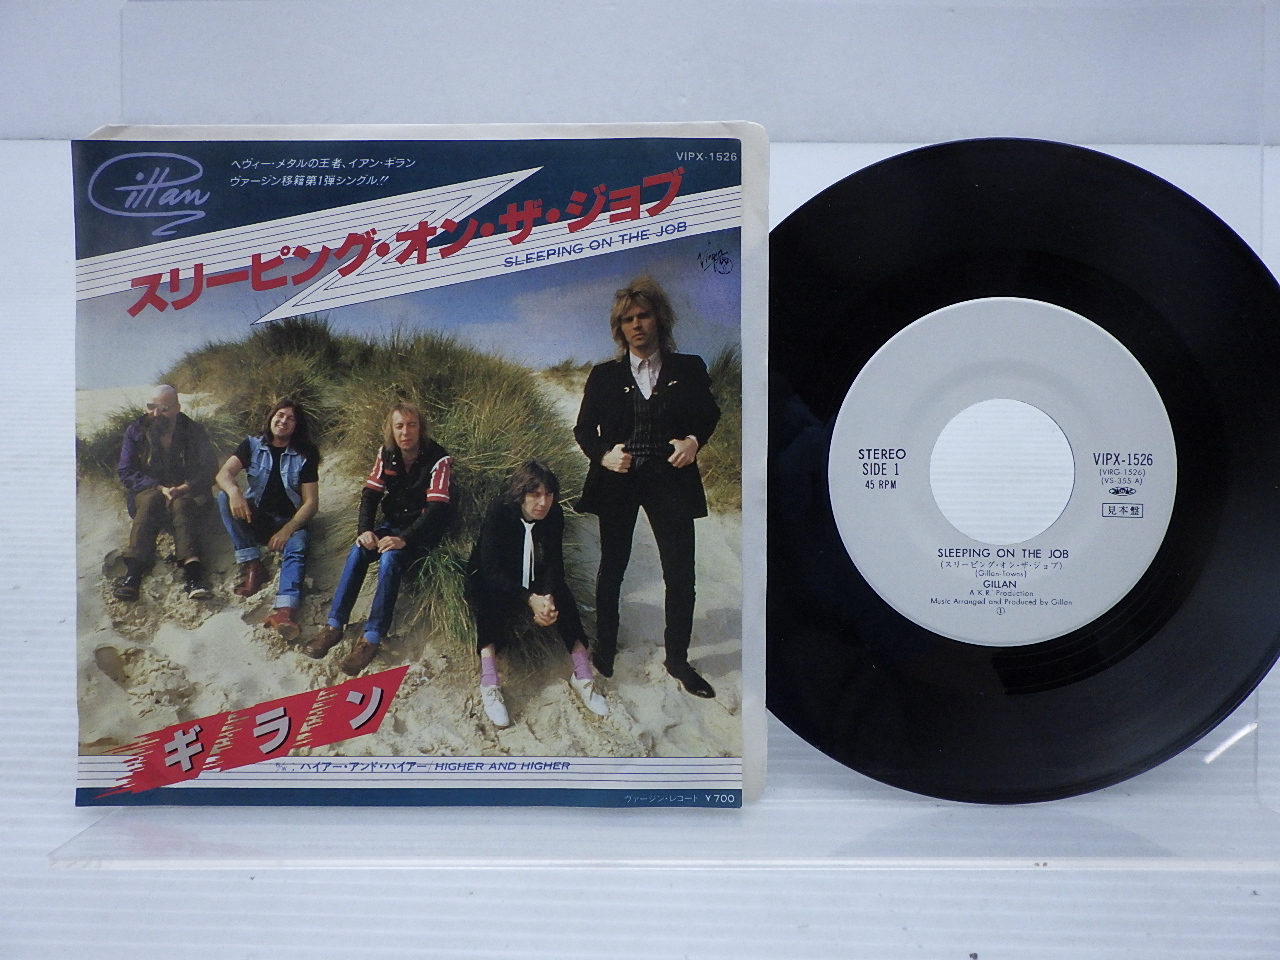 Gillan
ヘヴィー・メタルの王者、イアン・ギラン
ヴァージン移籍第1弾シングル!!
VIPX-1526
スリーピング・オン・ザ・ジョブ
SLEEPING ON THE JOB
Virgin
ギラン
ハイアー・アンド・ハイアー/HIGHER AND HIGHER
ヴァージン・レコード ￥700
STEREO
SIDE 1
45 RPM
VIPX-1526
(VIRG-1526)
(VS-355 A)
見本盤
SLEEPING ON THE JOB
(スリーピング・オン・ザ・ジョブ)
(Gillan-Towns)
GILLAN
A K.R. Production
Music Arranged and Produced by Gillan
①